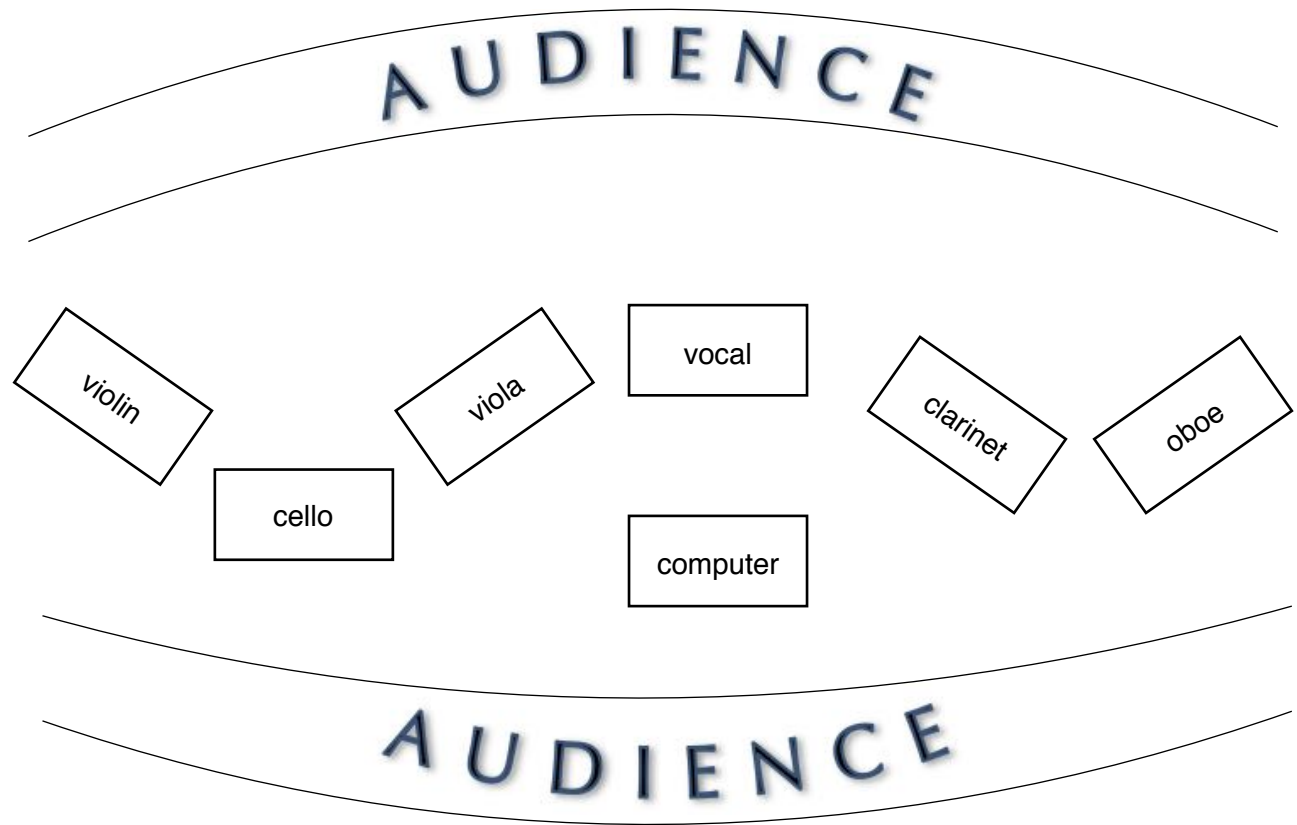 AUDIENCE
violin
cello
viola
vocal
computer
clarinet
oboe
AUDIENCE